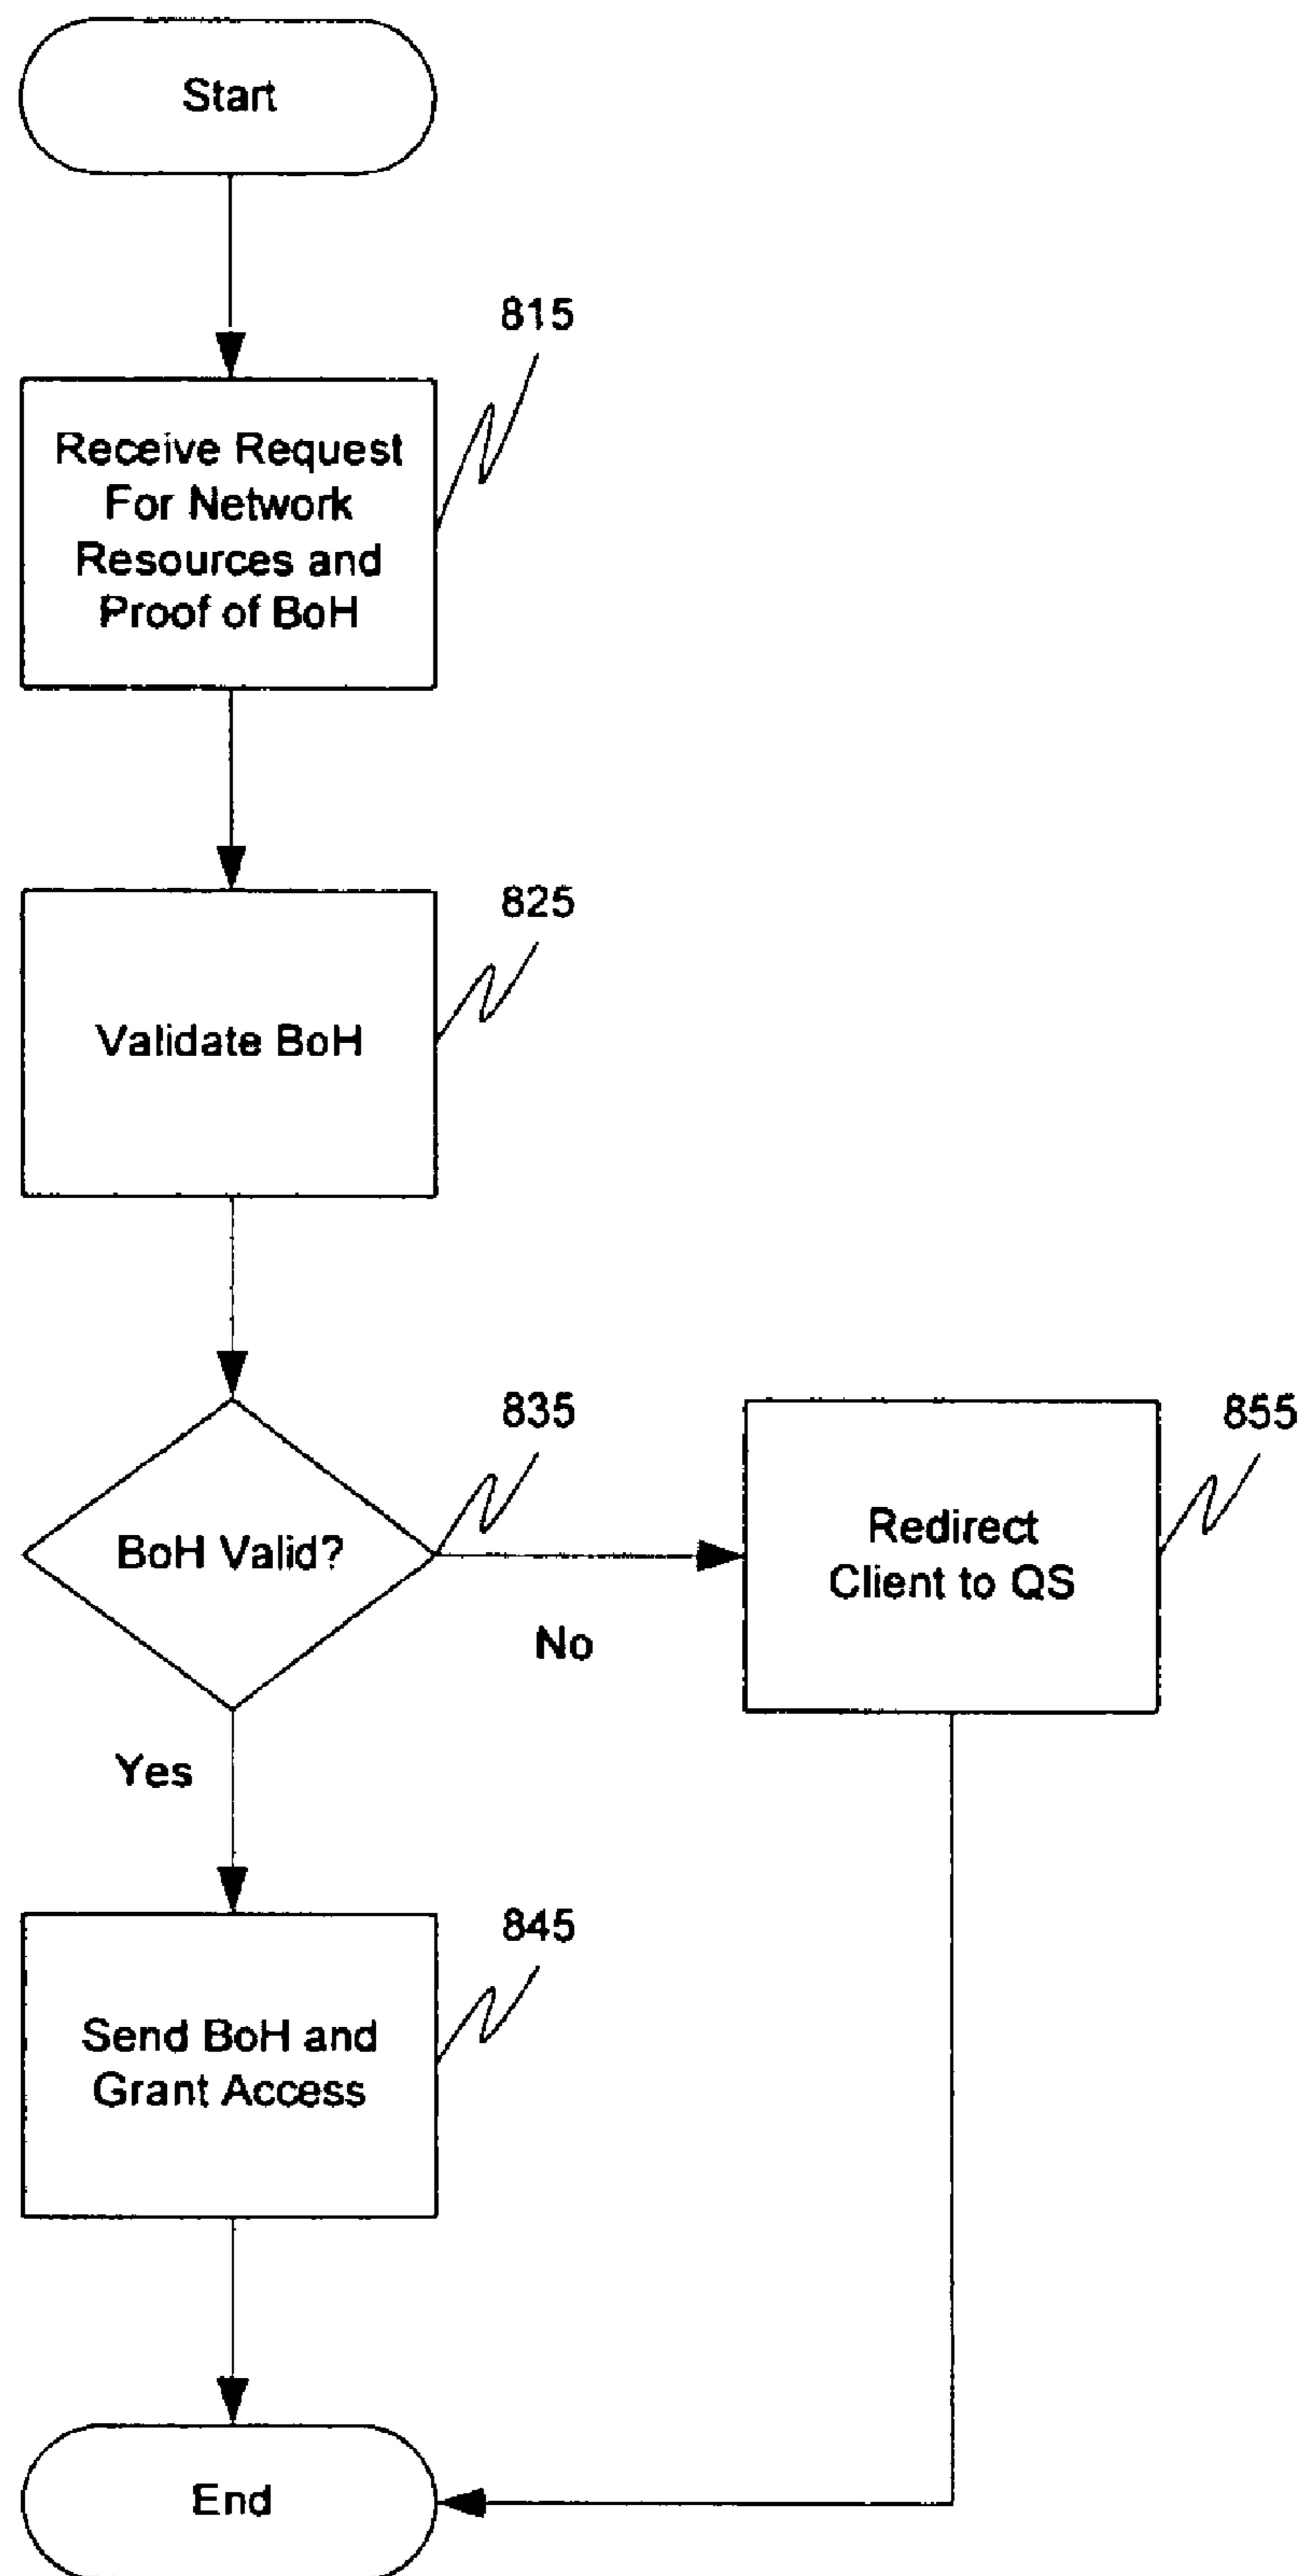 Start
815
Receive Request
For Network
Resources and
Proof of BoH
825
Validate BoH
835
BoH Valid?
No
855
Redirect
Client to QS
Yes
845
Send BoH and
Grant Access
End